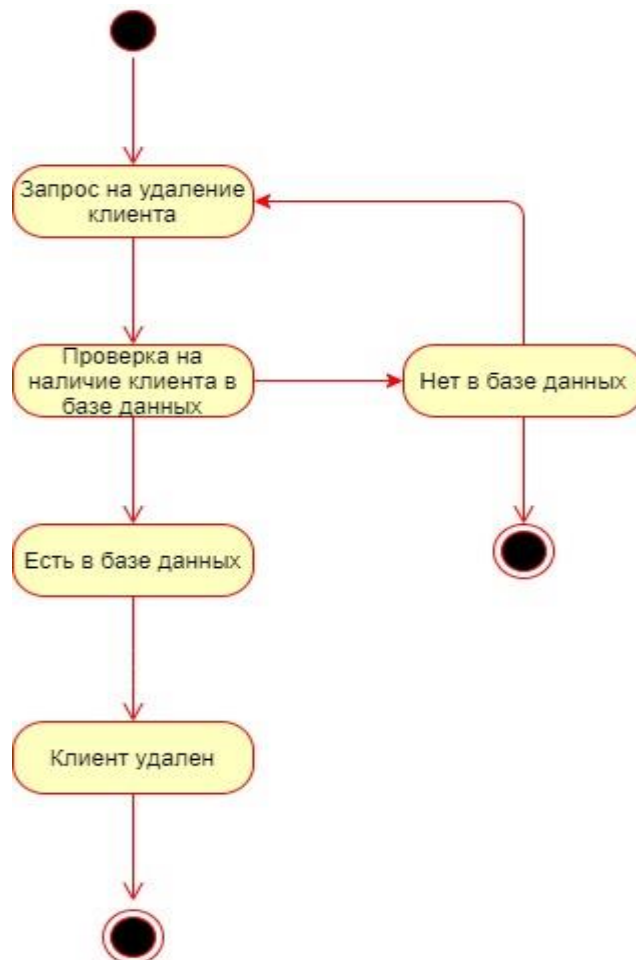 Запрос на удаление
клиента
Проверка на
наличие клиента в
базе данных
Нет в базе данных
Есть в базе данных
Клиент удален